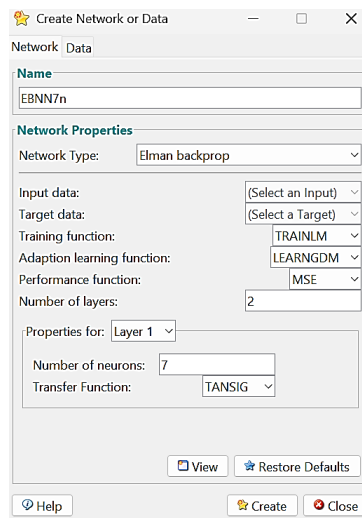 Create Network or Data
Network Data
Name
EBNN7n
Network Properties
Network Type: Elman backprop
Input data: (Select an Input)
Target data: (Select a Target)
Training function: TRAINLM
Adaption learning function: LEARNGDM
Performance function: MSE
Number of layers: 2
Properties for: Layer 1
Number of neurons: 7
Transfer Function: TANSIG
View Restore Defaults
Help Create Close